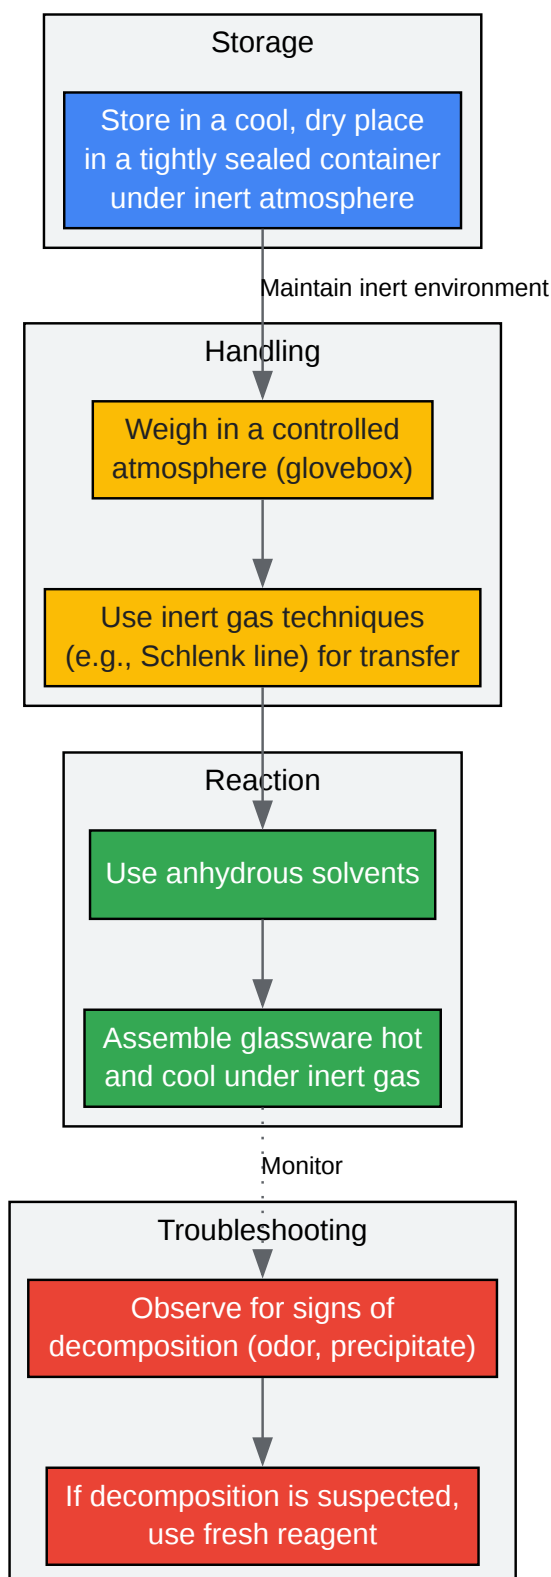 Storage
Store in a cool, dry place
in a tightly sealed container
under inert atmosphere
Maintain inert environment
Handling
Weigh in a controlled
atmosphere (glovebox)
Use inert gas techniques
(e.g., Schlenk line) for transfer
Reaction
Use anhydrous solvents
Assemble glassware hot
and cool under inert gas
Monitor
Troubleshooting
Observe for signs of
decomposition (odor, precipitate)
If decomposition is suspected,
use fresh reagent